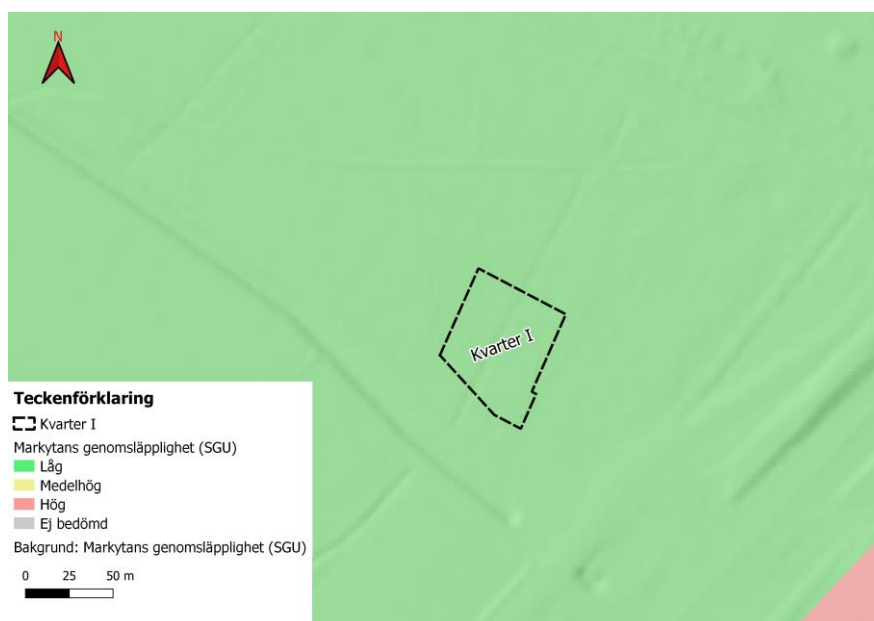 N
Kvarter I
Teckenförklaring
Kvarter I
Markytans genomsläpplighet (SGU)
Låg
Medelhög
Hög
Ej bedömd
Bakgrund: Markytans genomsläpplighet (SGU)
0 25 50 m